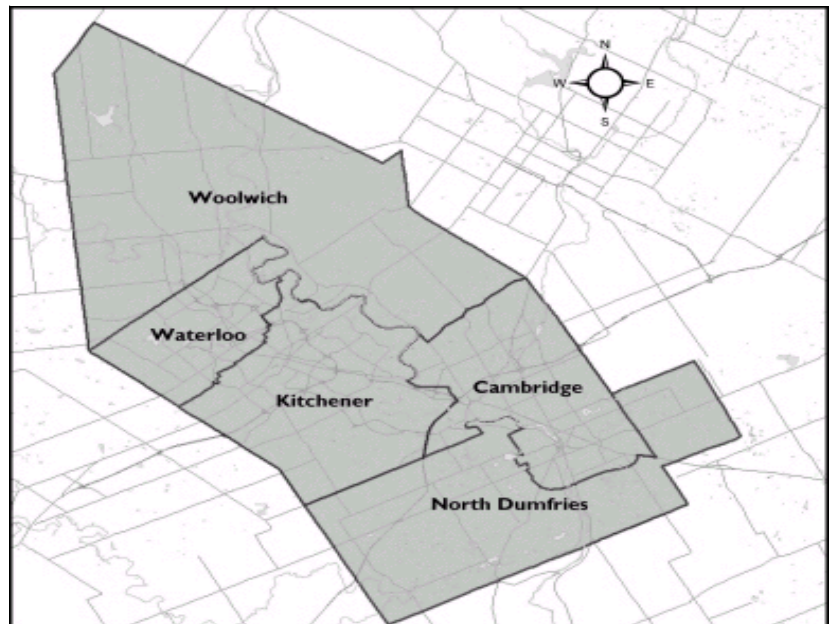 N
W E
S
Woolwich
Waterloo
Kitchener
Cambridge
North Dumfries